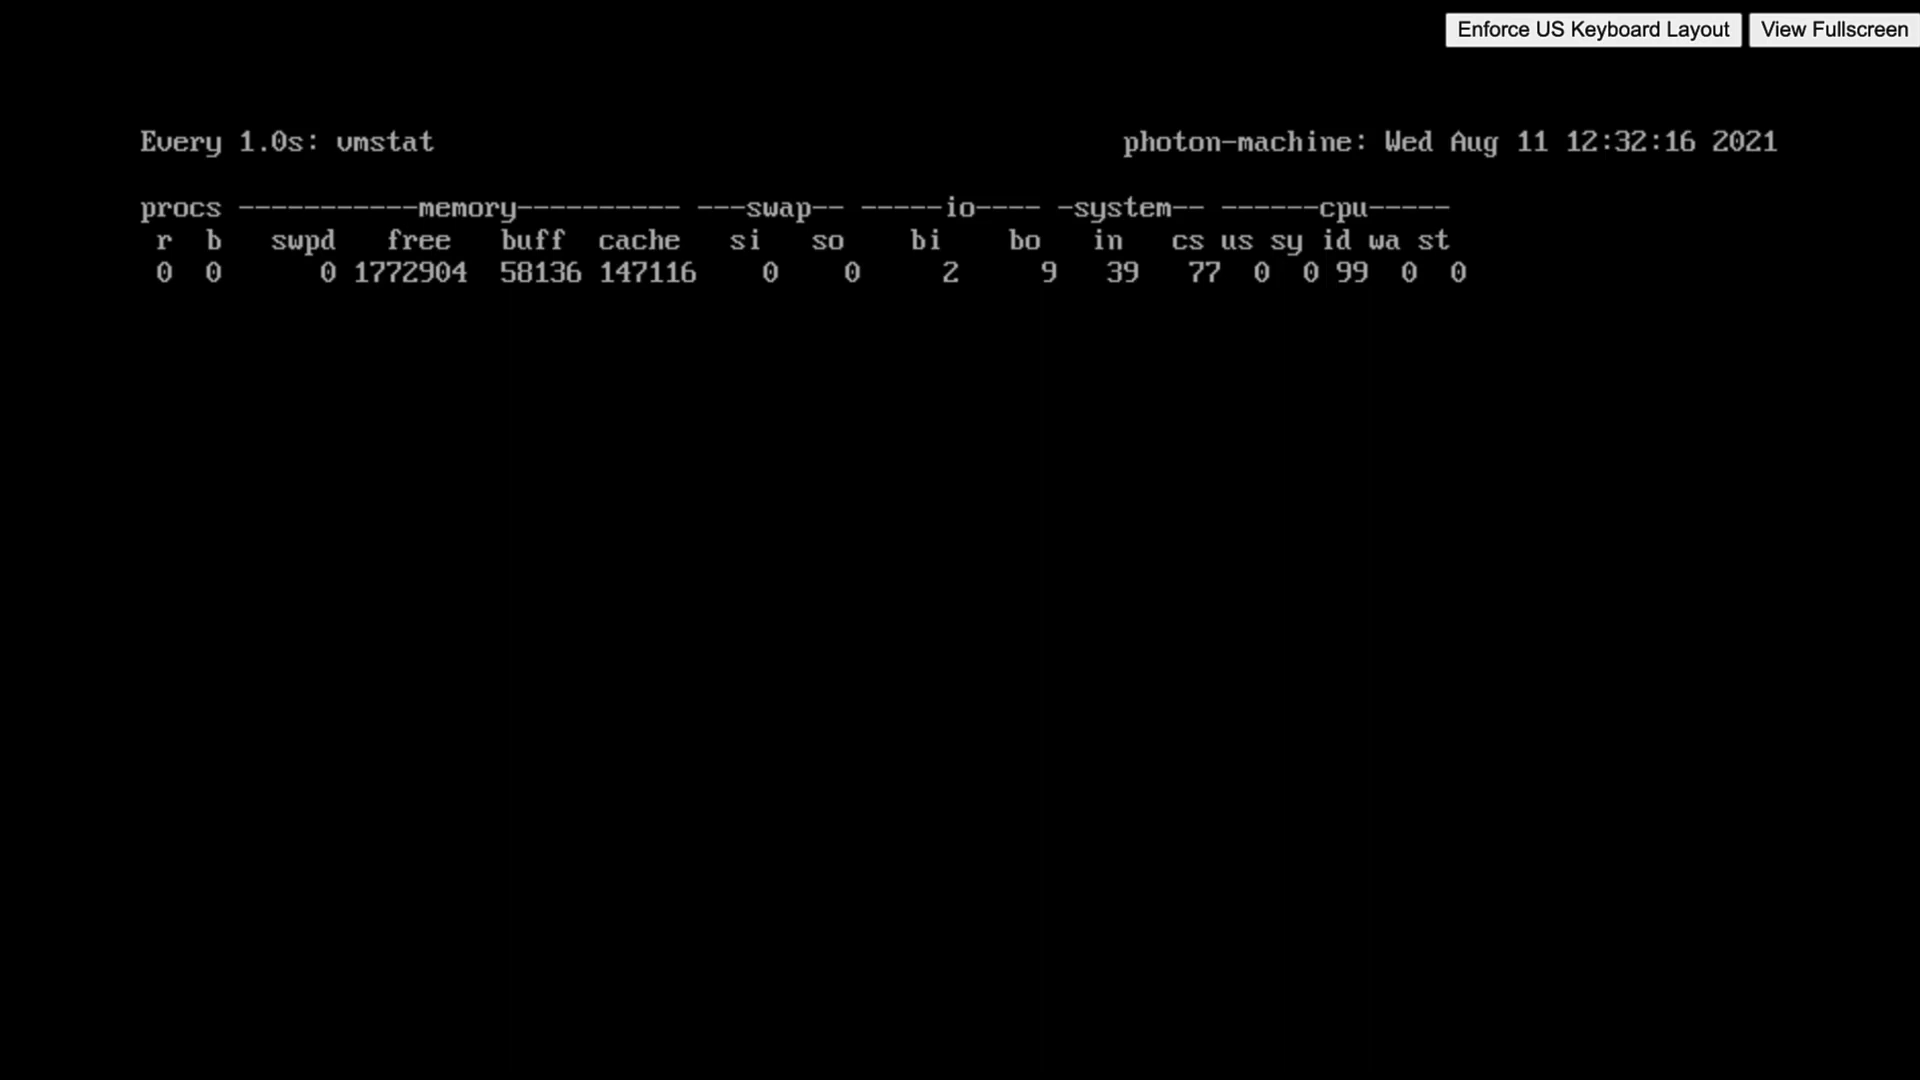 Enforce US Keyboard Layout View Fullscreen
Every 1.0s: vmstat photon-machine: Wed Aug 11 12:32:16 2021
procs -----------memory---------- ---swap-- -----io---- -system-- ------cpu-----
r b swpd free buff cache si so bi bo in cs us sy id wa st
0 0 0 1772904 58136 147116 0 0 2 9 39 77 0 0 99 0 0